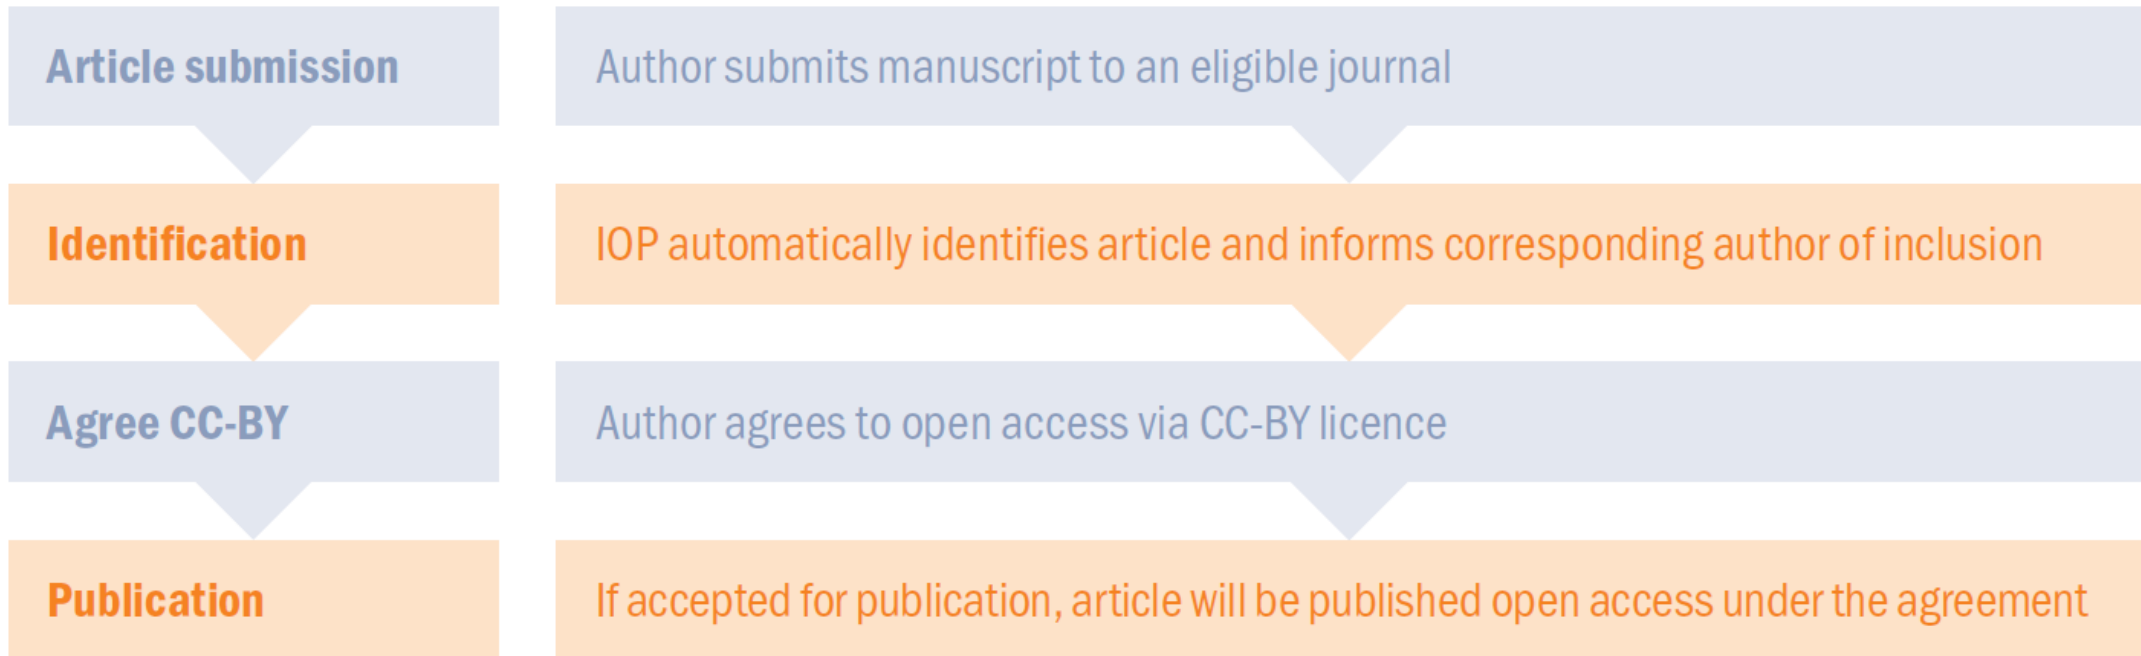 Article submission
Author submits manuscript to an eligible journal
Identification
IOP automatically identifies article and informs corresponding author of inclusion
Agree CC-BY
Author agrees to open access via CC-BY licence
Publication
If accepted for publication, article will be published open access under the agreement